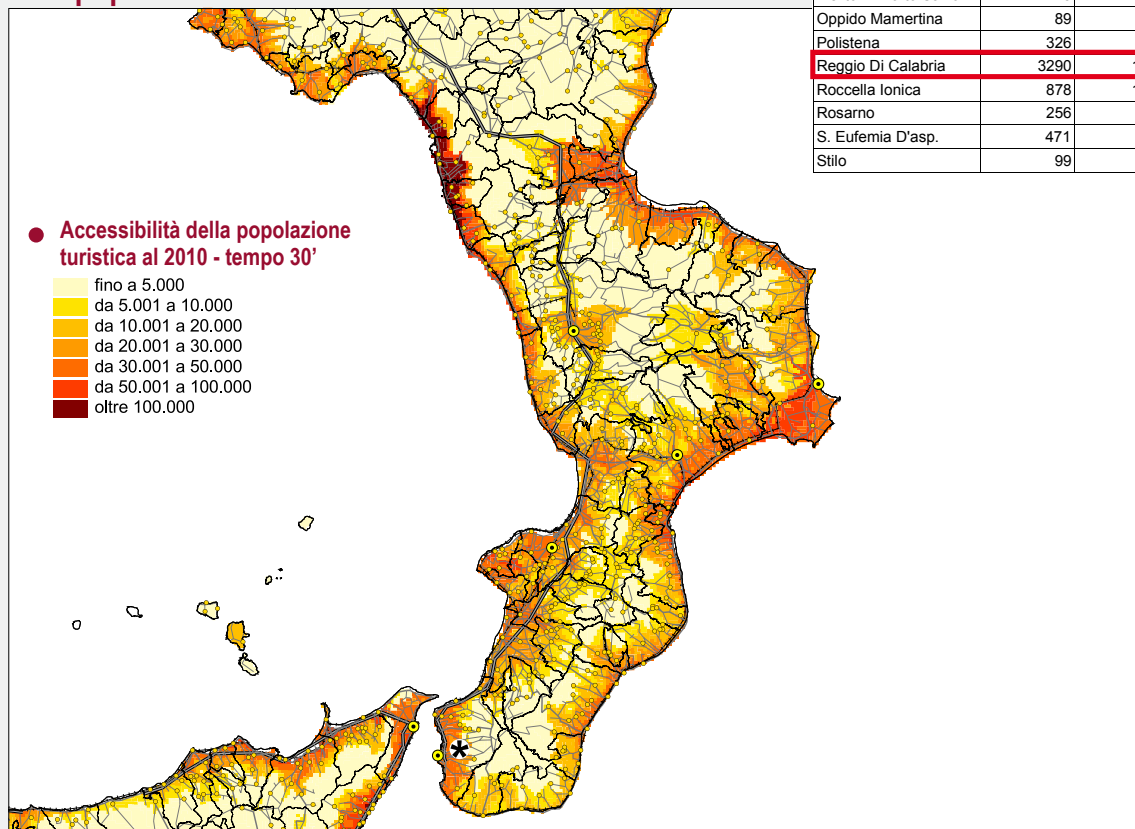 Oppido Mamertina 89
Polistena 326
Reggio Di Calabria 3290
Roccella Ionica 878
Rosarno 256
S. Eufemia D'asp. 471
Stilo 99
Accessibilità della popolazione
turistica al 2010 - tempo 30'
fino a 5.000
da 5.001 a 10.000
da 10.001 a 20.000
da 20.001 a 30.000
da 30.001 a 50.000
da 50.001 a 100.000
oltre 100.000
*